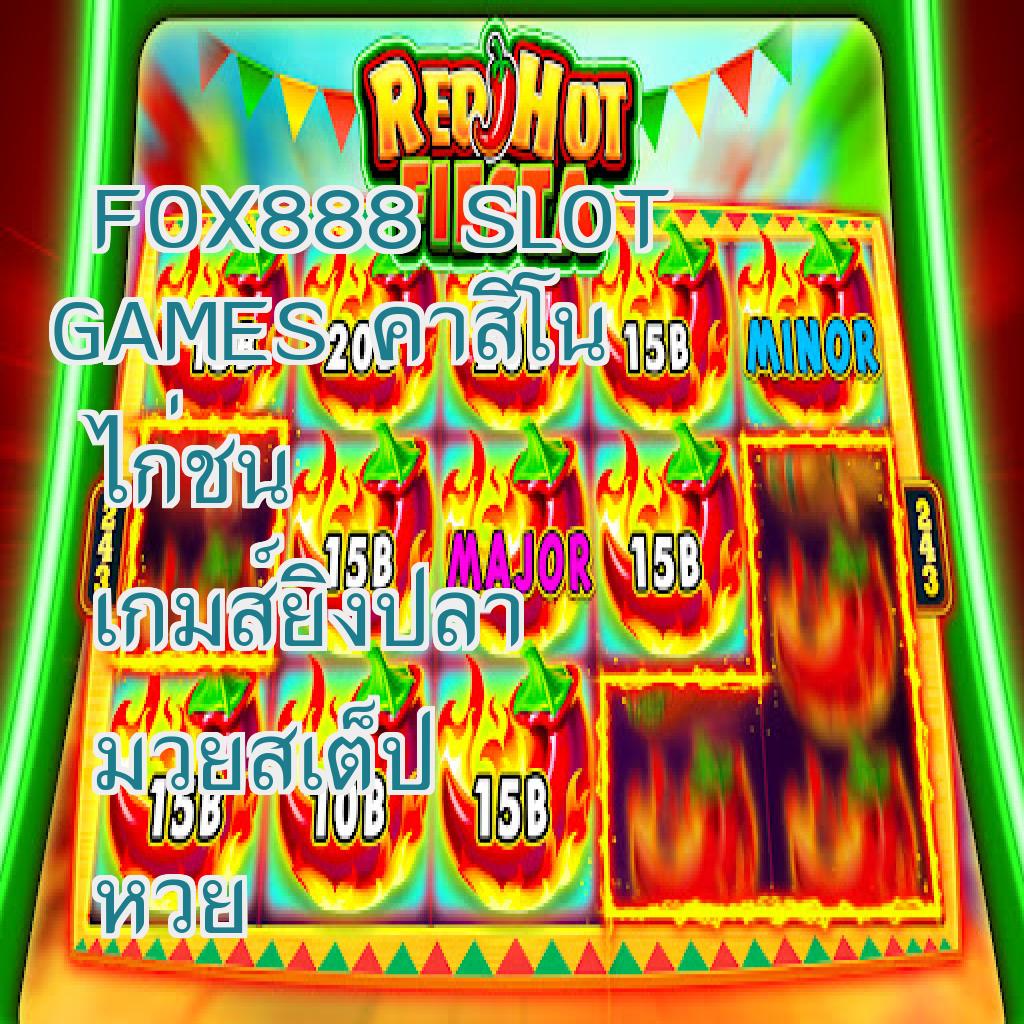 RED HOT
FIESTA
FOX888 SLOT
GAMES คาสิโน
15B MINOR
ไก่ชน
15B MAJOR 15B
243 243
เกมส์ยิงปลา
มวยสเต็ป
15B 10B 15B
หวย